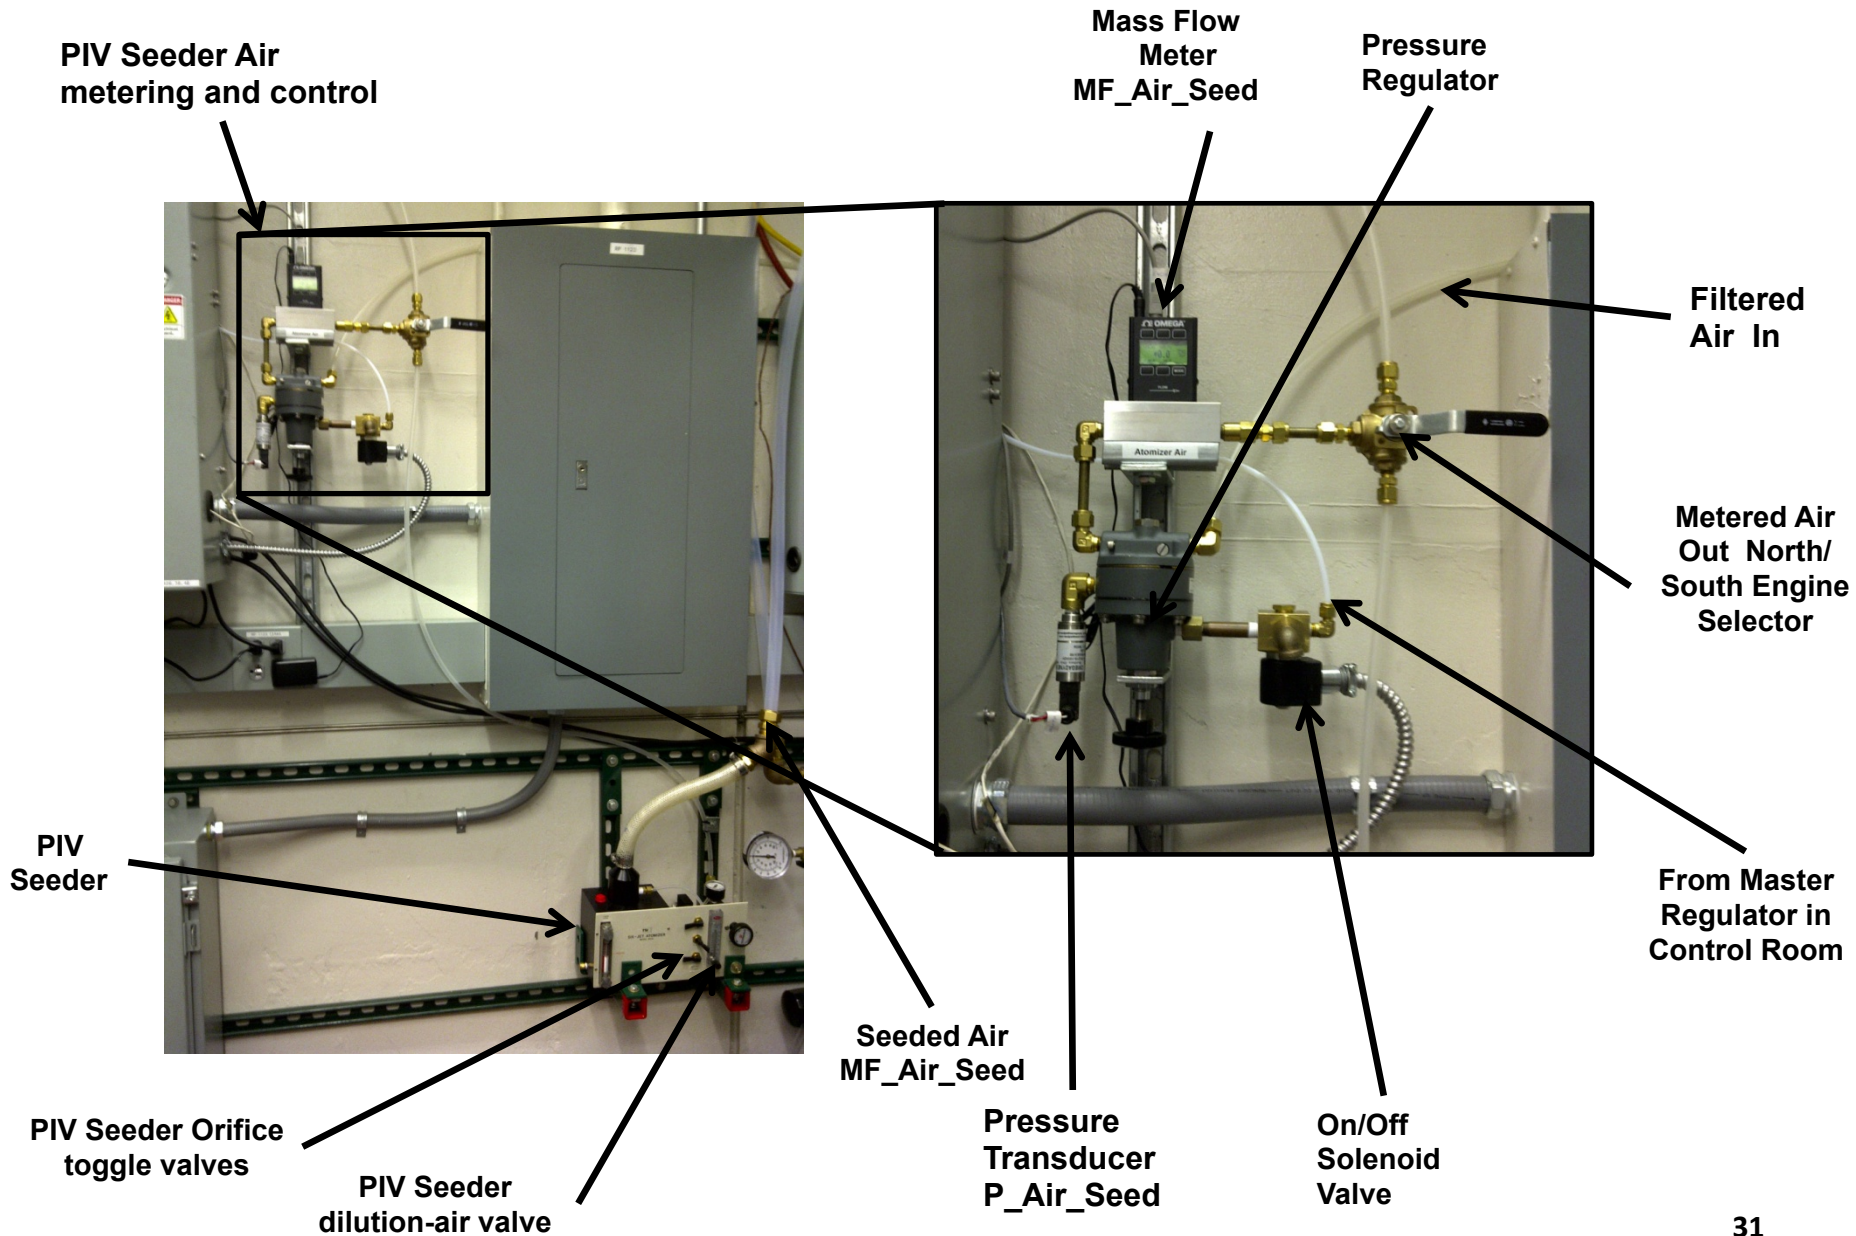 PIV Seeder Air
metering and control
Mass Flow
Meter
MF_Air_Seed
Pressure
Regulator
Filtered
Air In
OMEGA
Atomizer Air
Metered Air
Out North/
South Engine
Selector
PIV
Seeder
From Master
Regulator in
Control Room
Seeded Air
MF_Air_Seed
PIV Seeder Orifice
toggle valves
PIV Seeder
dilution-air valve
Pressure
Transducer
P_Air_Seed
On/Off
Solenoid
Valve
31